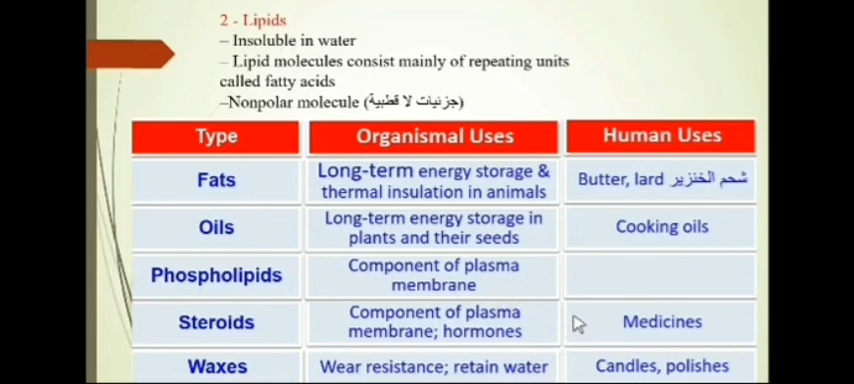 2 - Lipids
– Insoluble in water
– Lipid molecules consist mainly of repeating units
called fatty acids
–Nonpolar molecule (جزئيات لا قطبية)
Type
Organismal Uses
Human Uses
Fats
Long-term energy storage &
thermal insulation in animals
Butter, lard شحم الخنزير
Oils
Long-term energy storage in
plants and their seeds
Cooking oils
Phospholipids
Component of plasma
membrane
Steroids
Component of plasma
membrane; hormones
Medicines
Waxes
Wear resistance; retain water
Candles, polishes